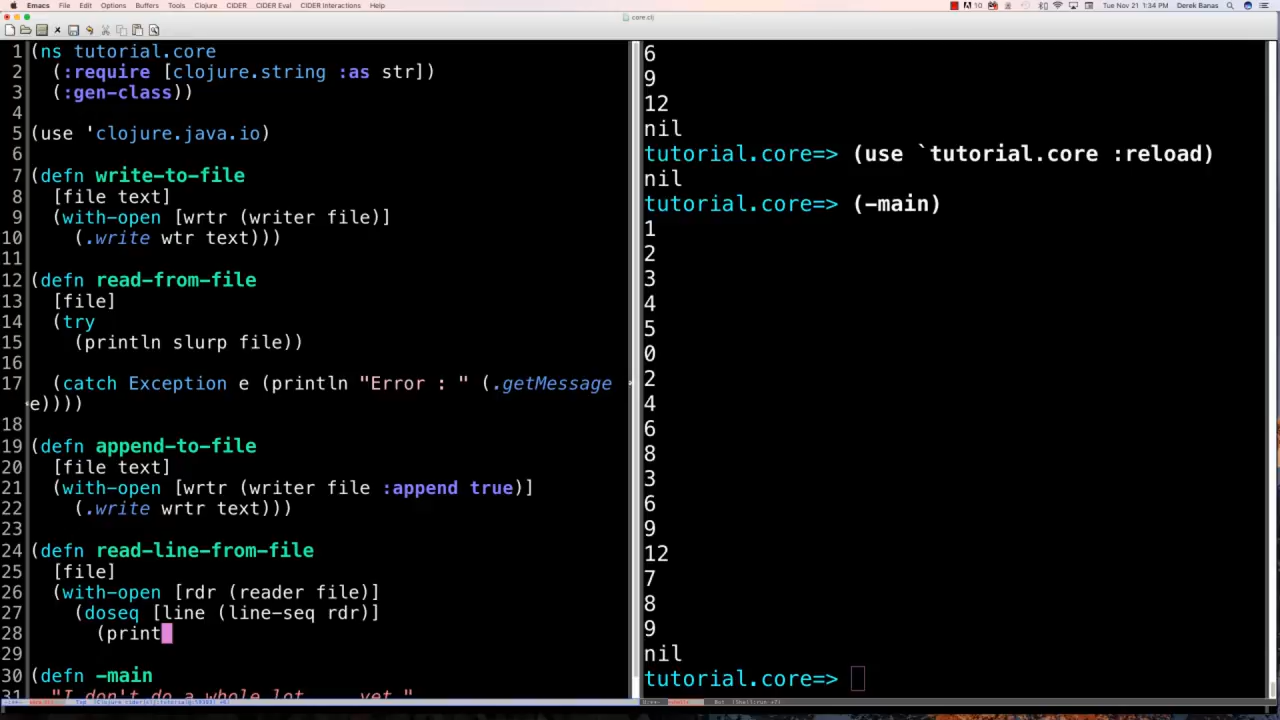 Emacs File Edit Options Buffers Tools Clojure CIDER CIDER Eval CIDER Interactions Help
10 Tue Nov 21 1:34 PM Derek Banas
core.clj
1 (ns tutorial.core
2 (:require [clojure.string :as str])
3 (:gen-class))
4
5 (use 'clojure.java.io)
6
7 (defn write-to-file
8 [file text]
9 (with-open [wrtr (writer file)]
10 (.write wtr text)))
11
12 (defn read-from-file
13 [file]
14 (try
15 (println slurp file))
16
17 (catch Exception e (println "Error : " (.getMessage
e))))
18
19 (defn append-to-file
20 [file text]
21 (with-open [wrtr (writer file :append true)]
22 (.write wrtr text)))
23
24 (defn read-line-from-file
25 [file]
26 (with-open [rdr (reader file)]
27 (doseq [line (line-seq rdr)]
28 (print
29
30 (defn -main
31 "I don't do a whole lot ... yet."
6
9
12
nil
tutorial.core=> (use `tutorial.core :reload)
nil
tutorial.core=> (-main)
1
2
3
4
5
0
2
4
6
8
3
6
9
12
7
8
9
nil
tutorial.core=>